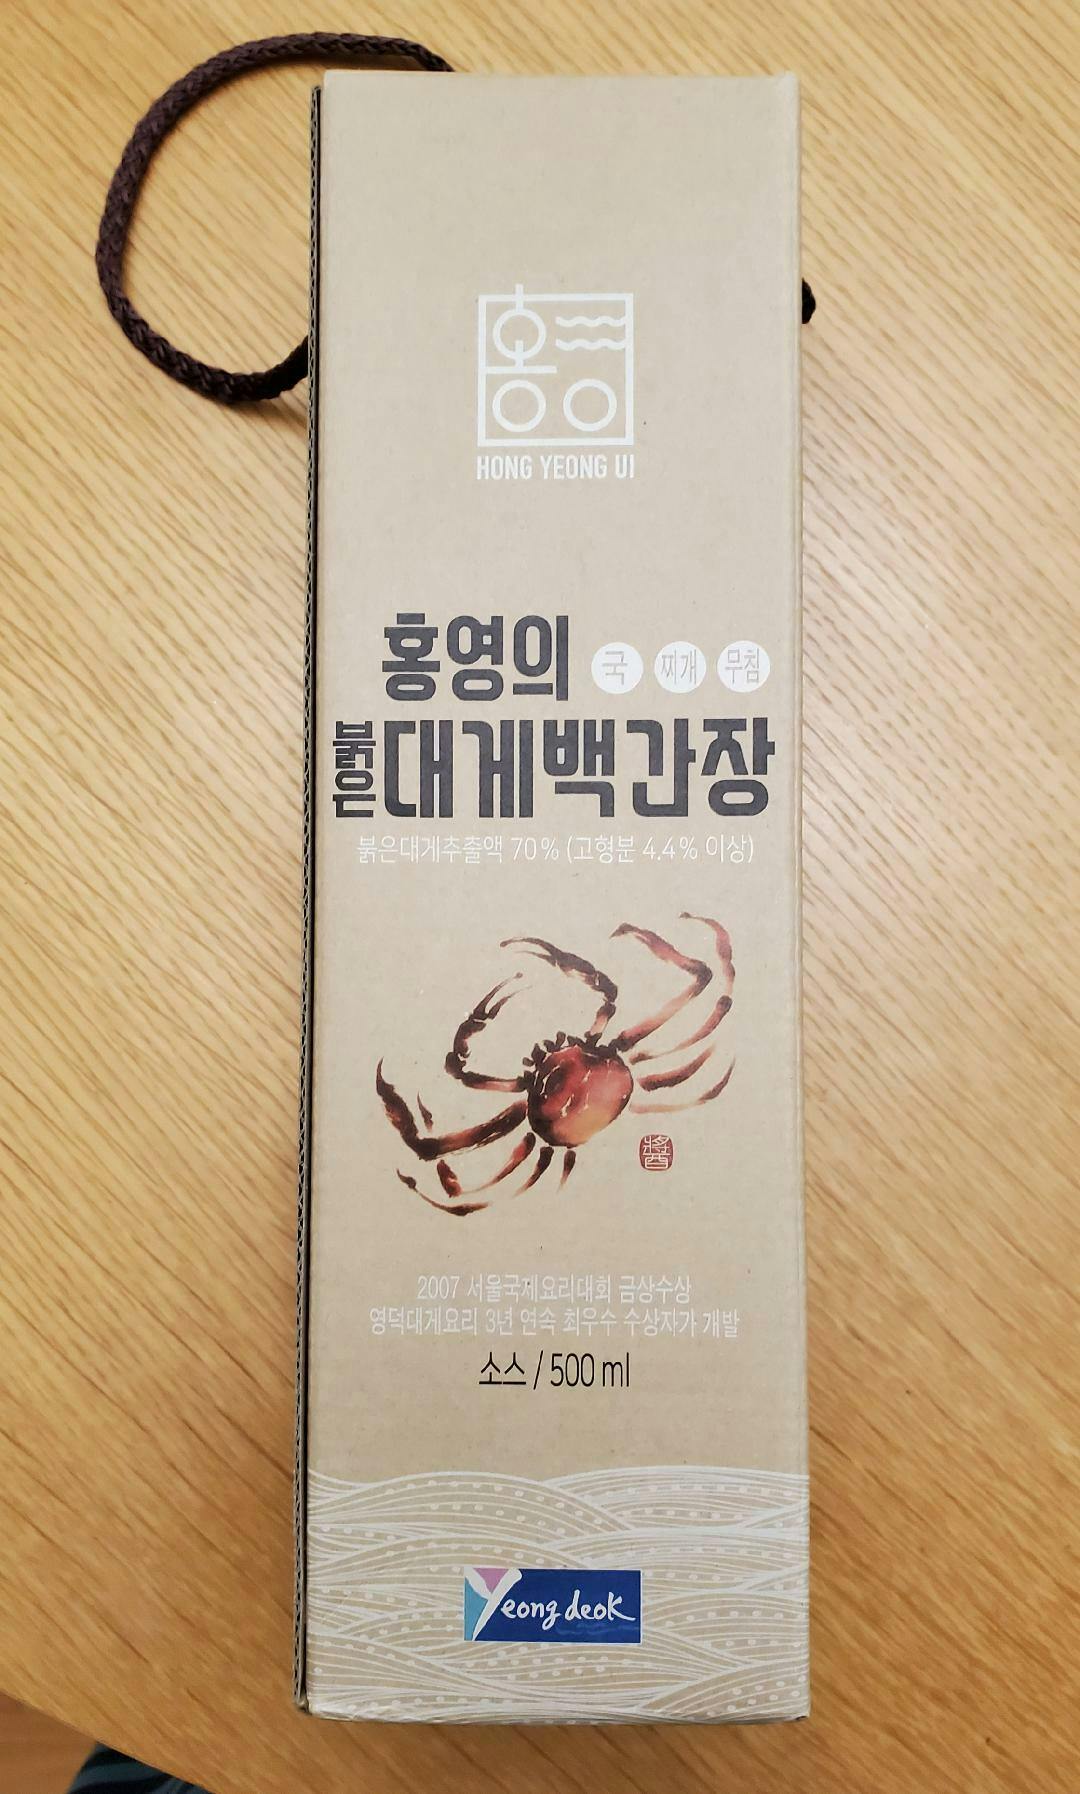 홍
HONG YEONG UI
홍영의 국 찌개 무침
붉은대게백간장
붉은대게추출액 70% (고형분 4.4% 이상)
醬
2007 서울국제요리대회 금상수상
영덕대게요리 3년 연속 최우수 수상자가 개발
소스 / 500 ml
Yeong deok